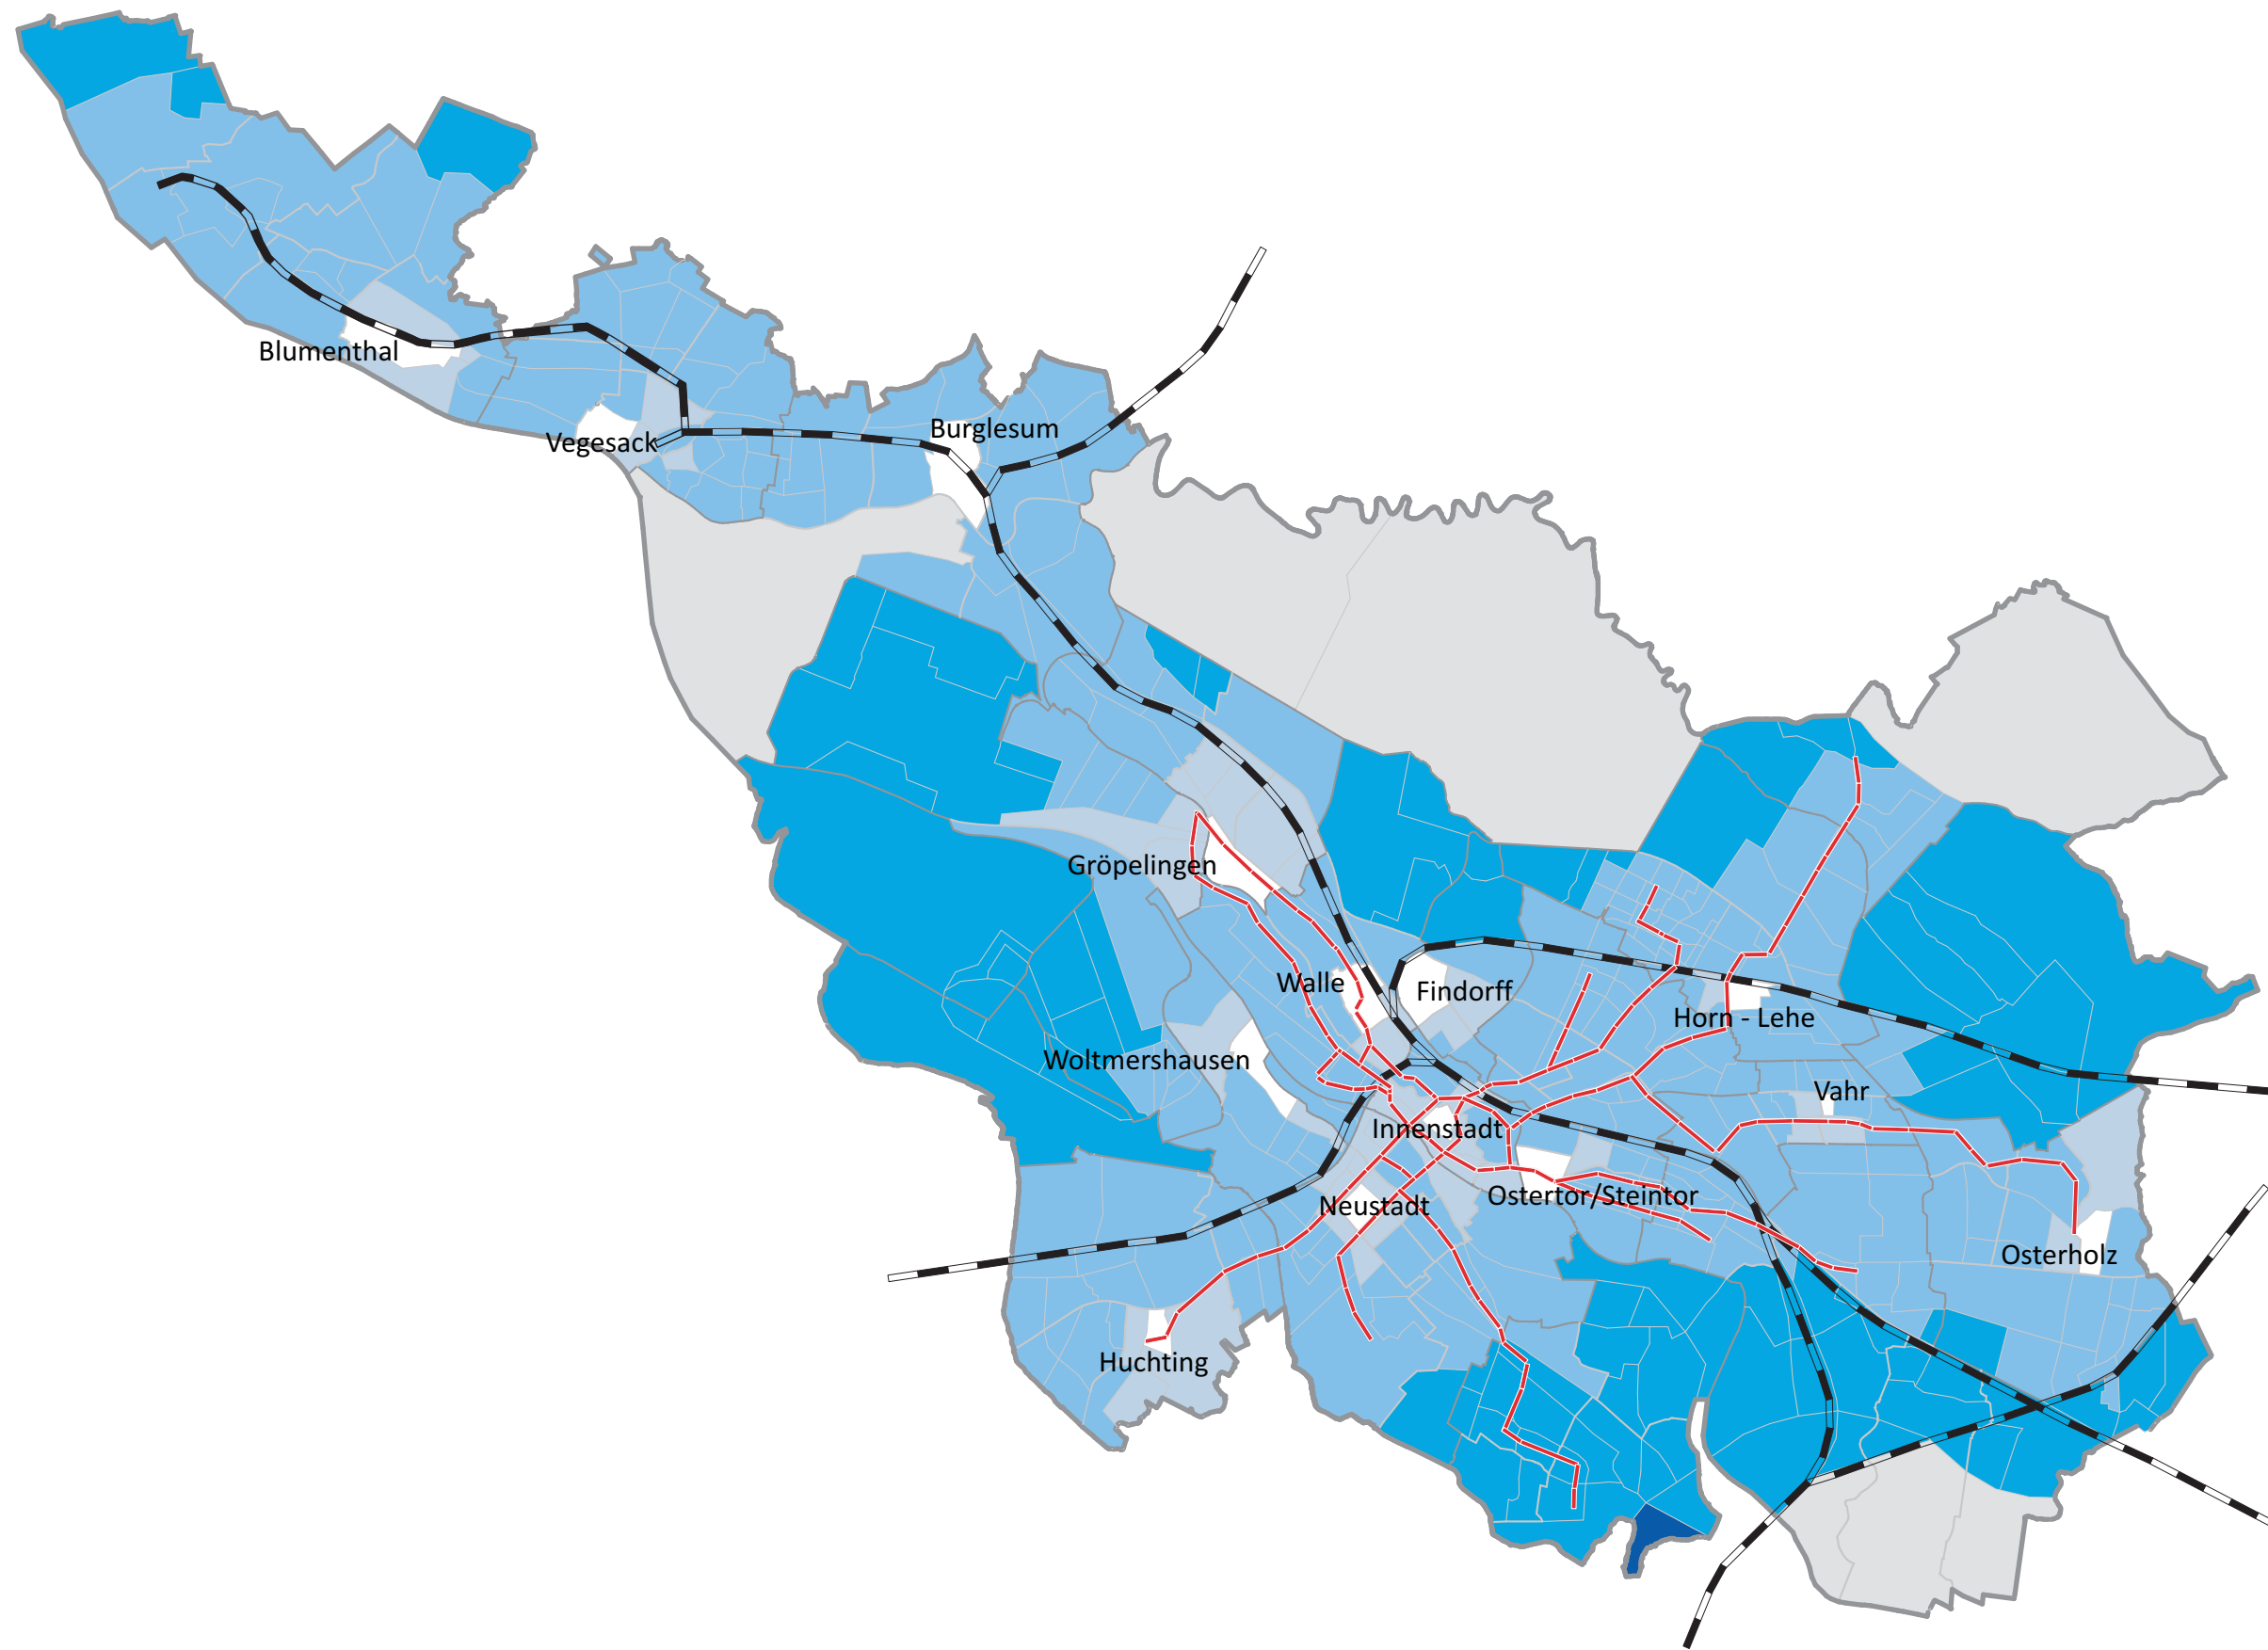 Blumenthal
Vegesack
Burglesum
Gröpelingen
Walle
Findorff
Horn - Lehe
Woltmershausen
Vahr
Innenstadt
Neustadt
Ostertor/Steintor
Osterholz
Huchting